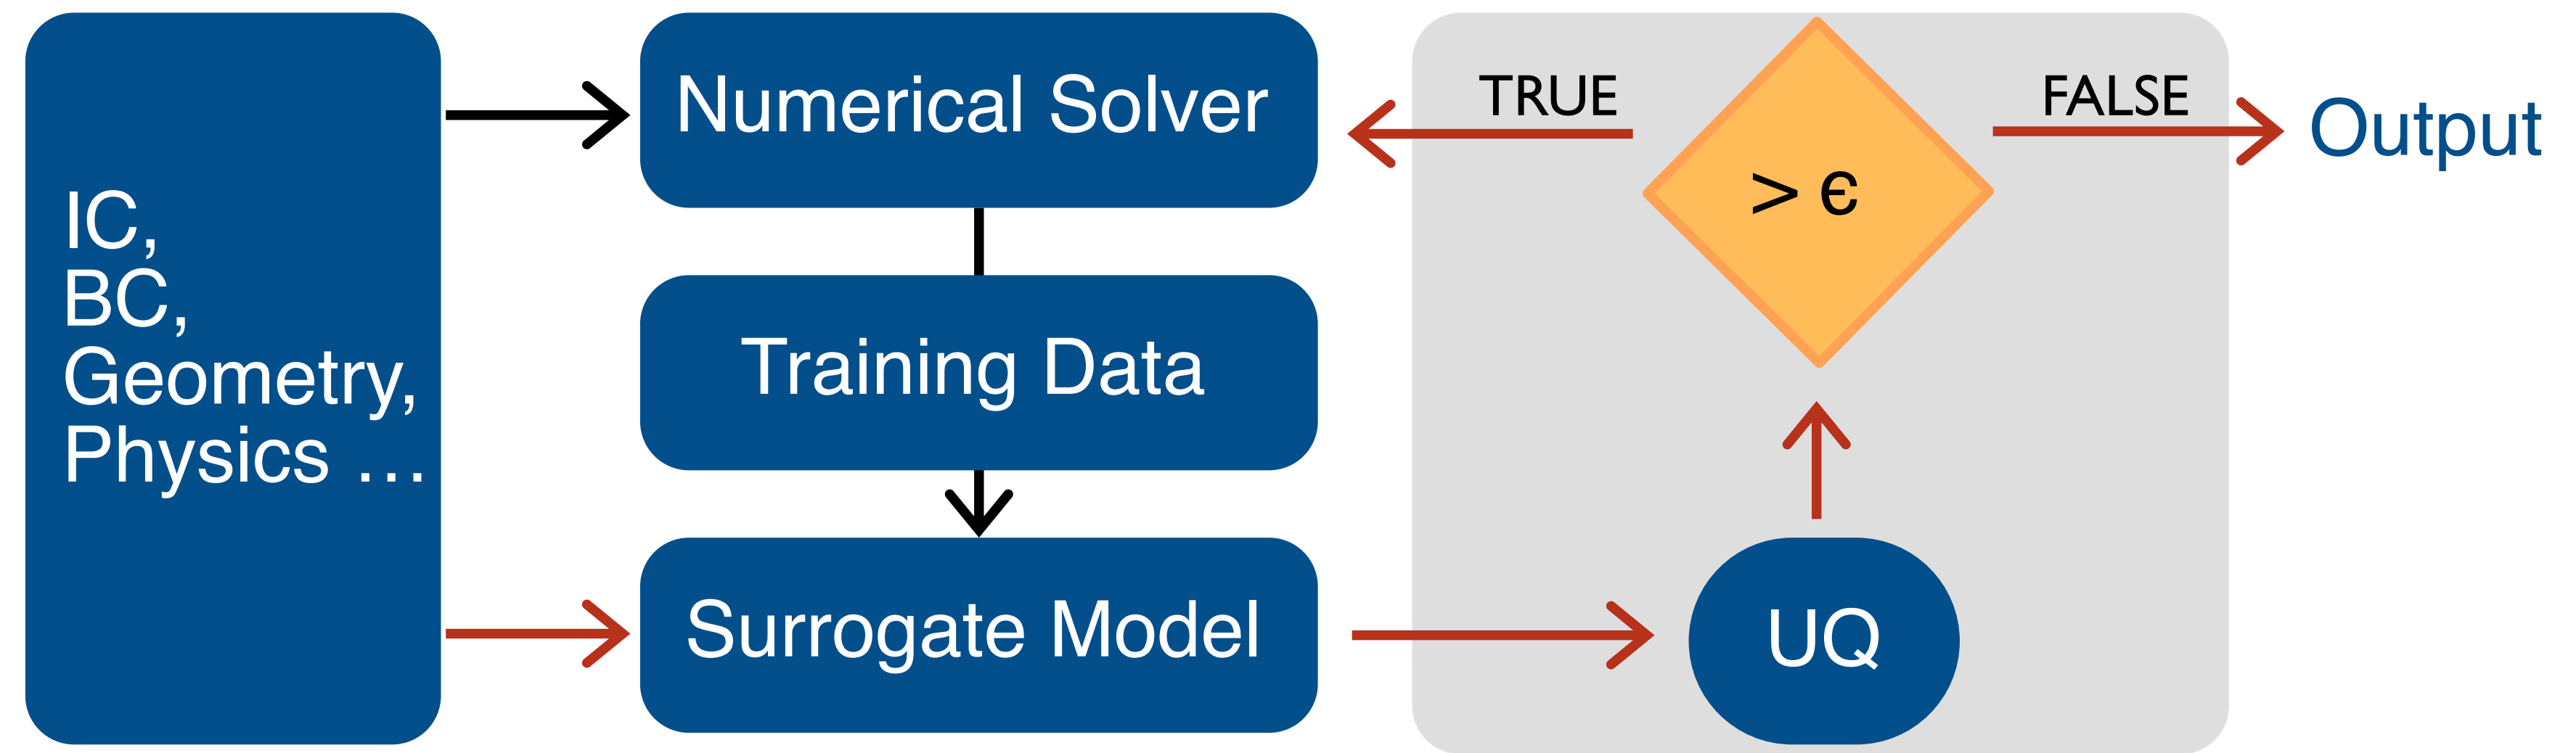 IC,
BC,
Geometry,
Physics …
Numerical Solver
Training Data
Surrogate Model
TRUE
> ϵ
FALSE
UQ
Output